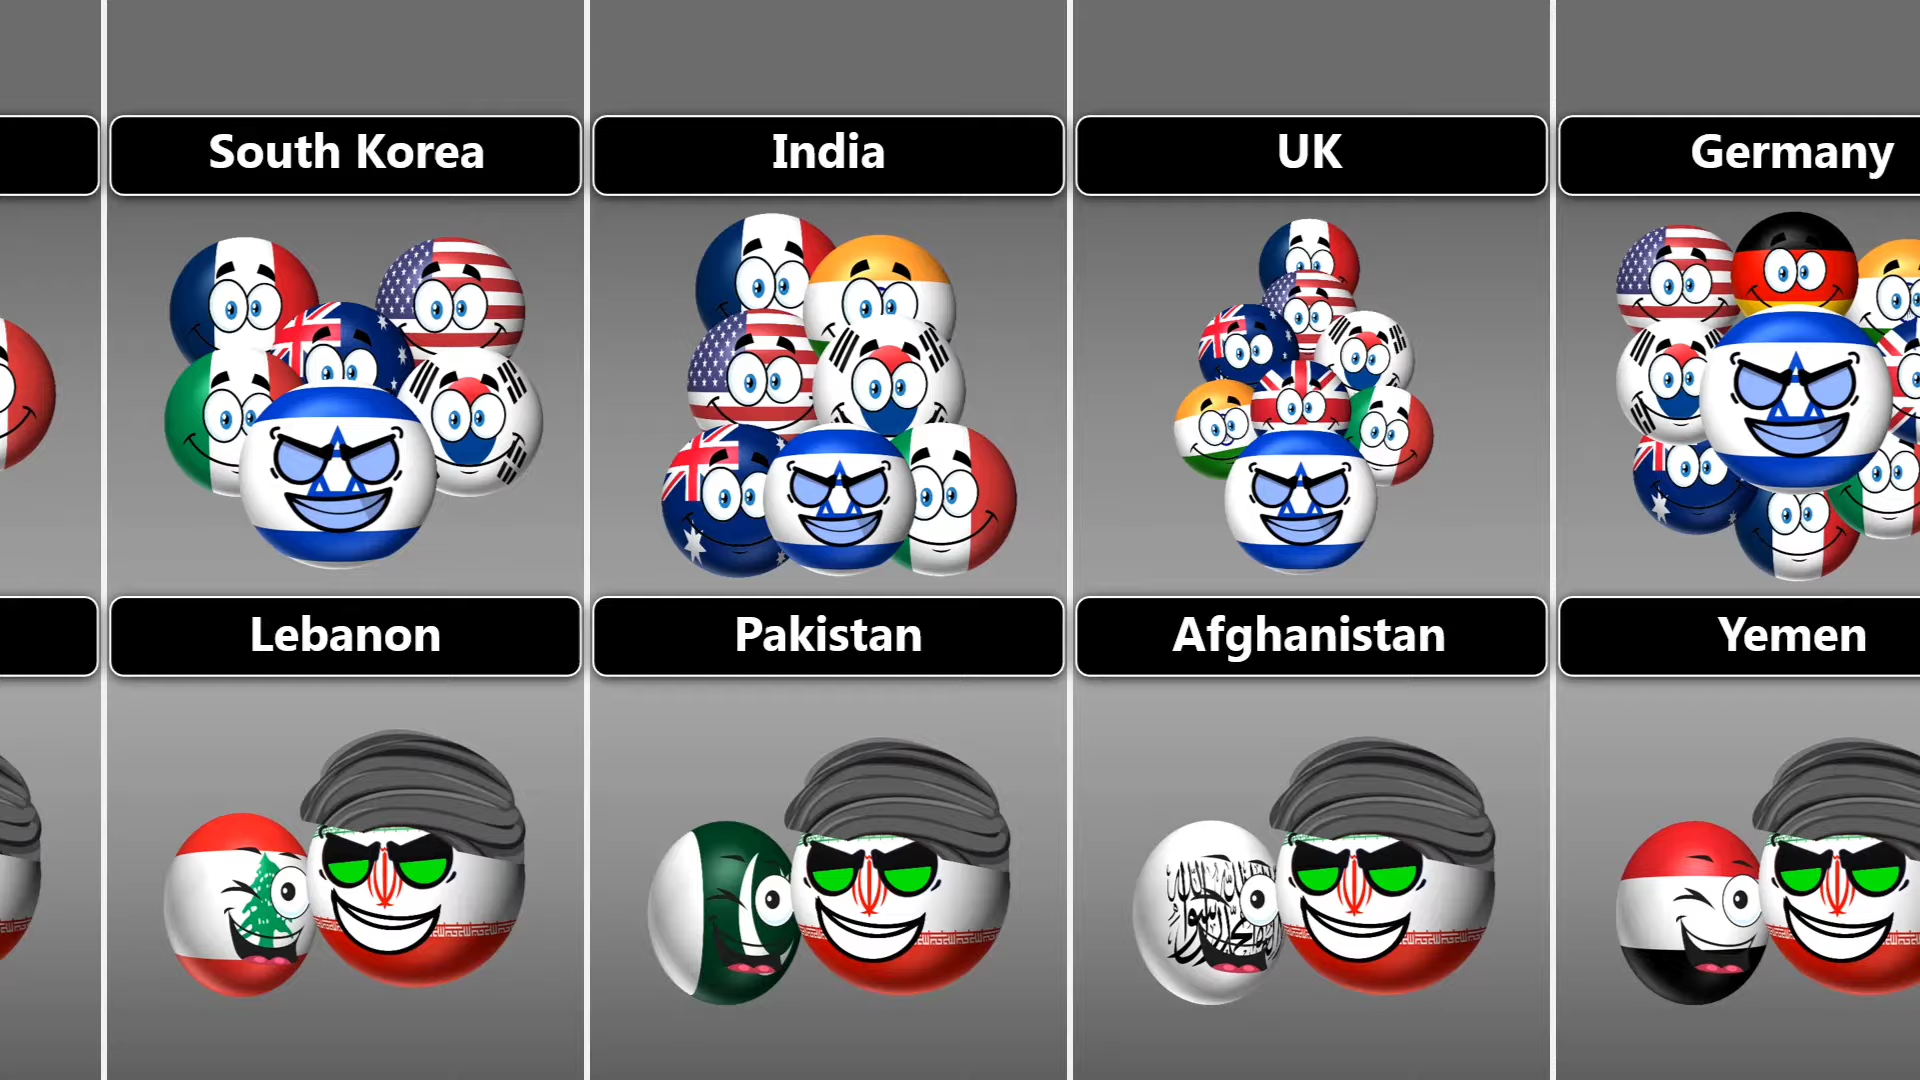 South Korea
India
UK
Germany
Lebanon
Pakistan
Afghanistan
Yemen